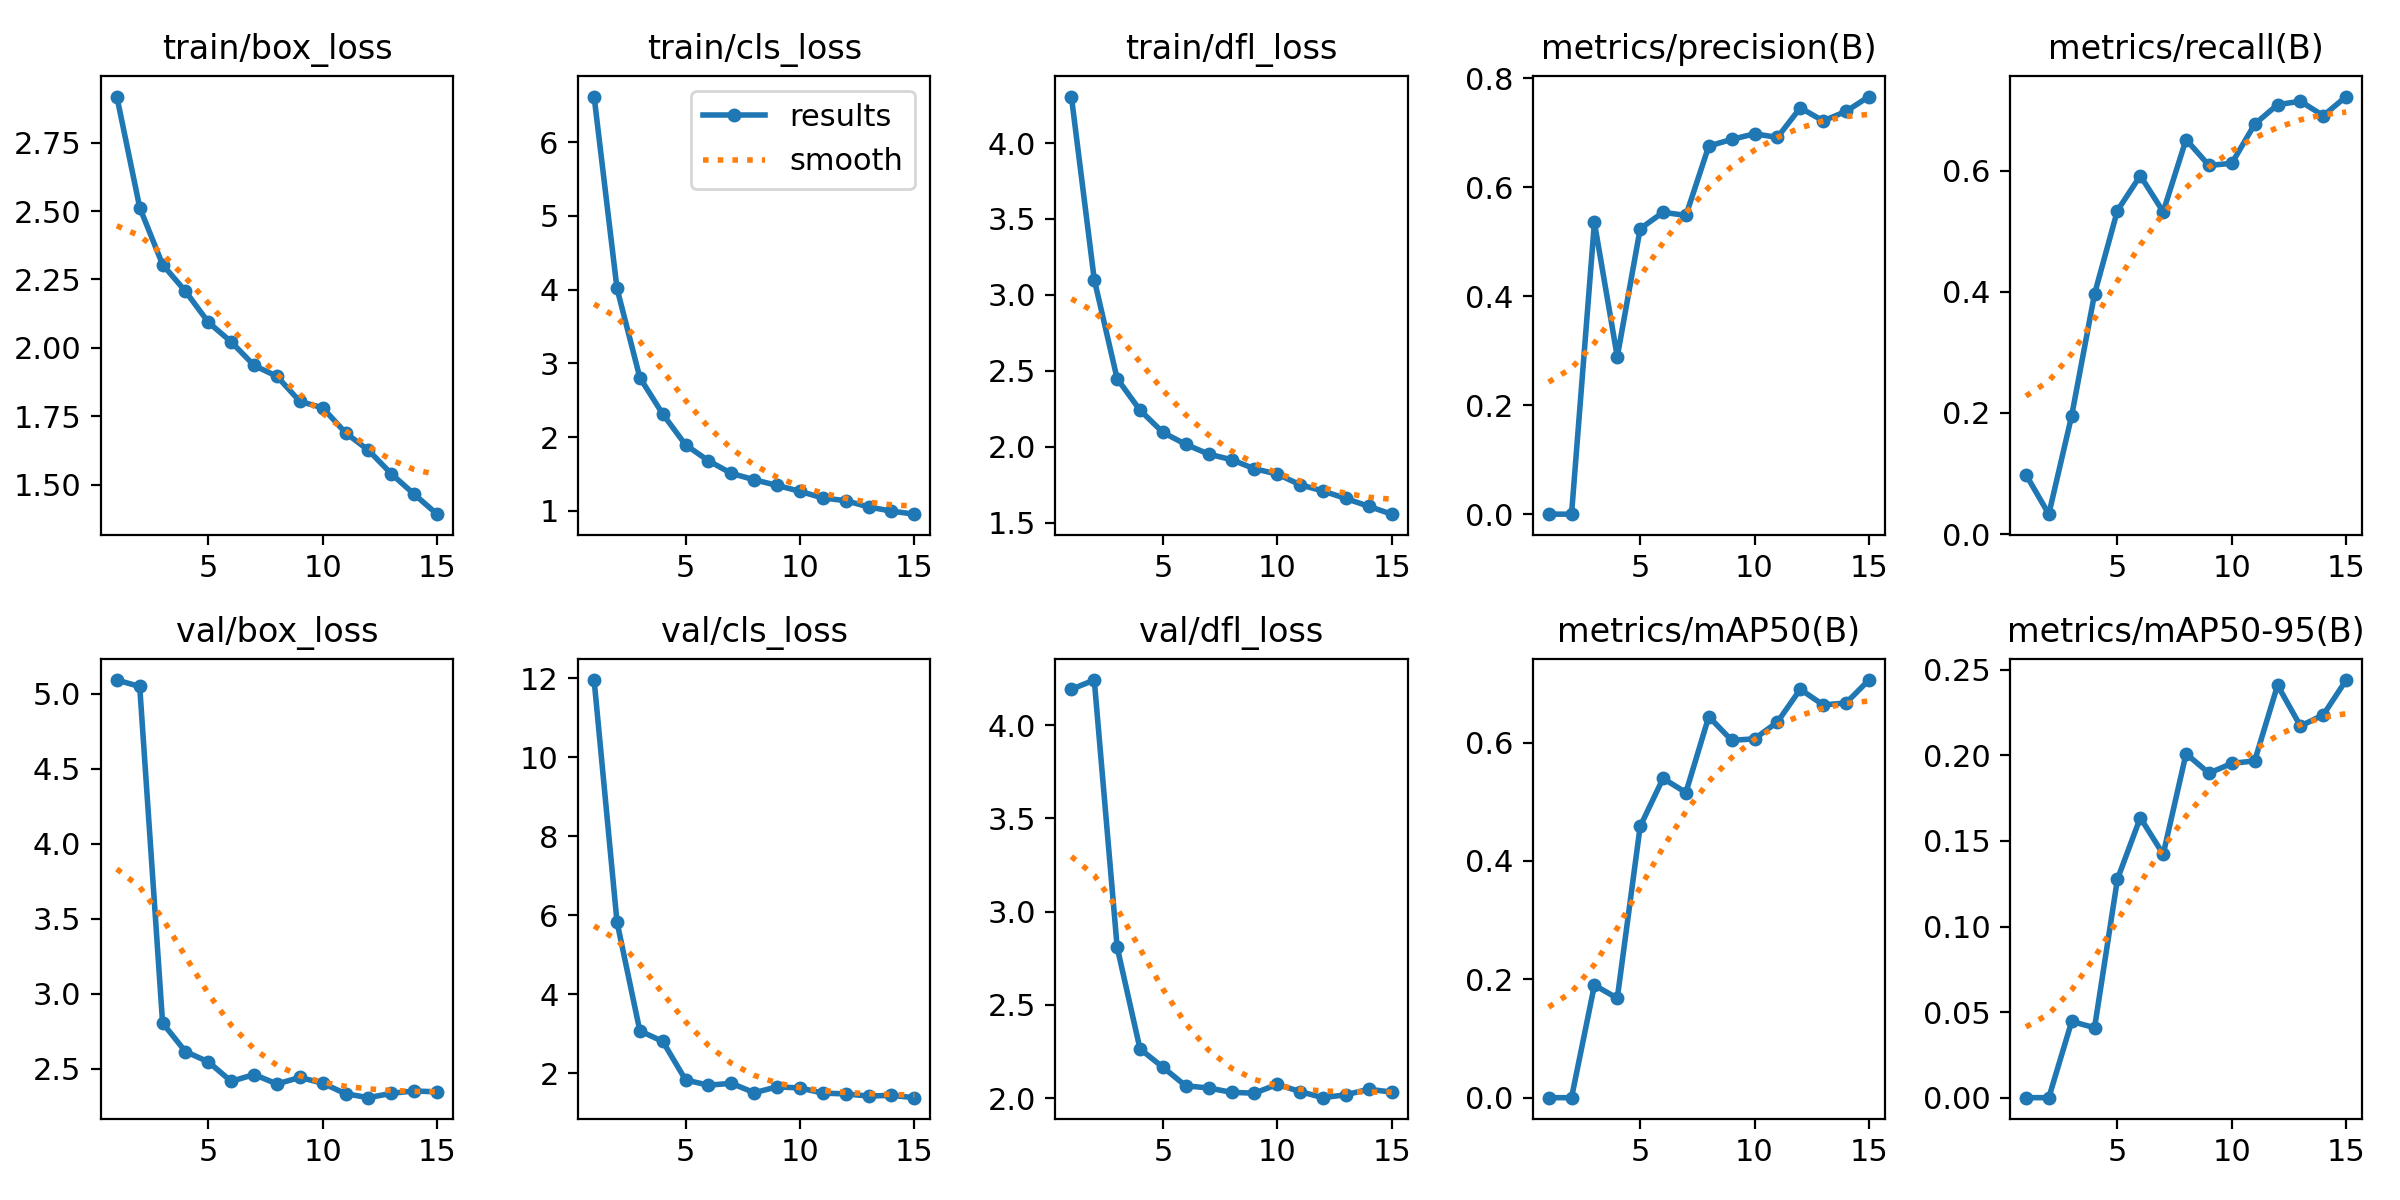 train/box_loss
2.75
2.50
2.25
2.00
1.75
1.50
5 10 15
train/cls_loss
results
smooth
6
5
4
3
2
1
5 10 15
train/dfl_loss
4.0
3.5
3.0
2.5
2.0
1.5
5 10 15
metrics/precision(B)
0.8
0.6
0.4
0.2
0.0
5 10 15
metrics/recall(B)
0.6
0.4
0.2
0.0
5 10 15
val/box_loss
5.0
4.5
4.0
3.5
3.0
2.5
5 10 15
val/cls_loss
12
10
8
6
4
2
5 10 15
val/dfl_loss
4.0
3.5
3.0
2.5
2.0
5 10 15
metrics/mAP50(B)
0.6
0.4
0.2
0.0
5 10 15
metrics/mAP50-95(B)
0.25
0.20
0.15
0.10
0.05
0.00
5 10 15